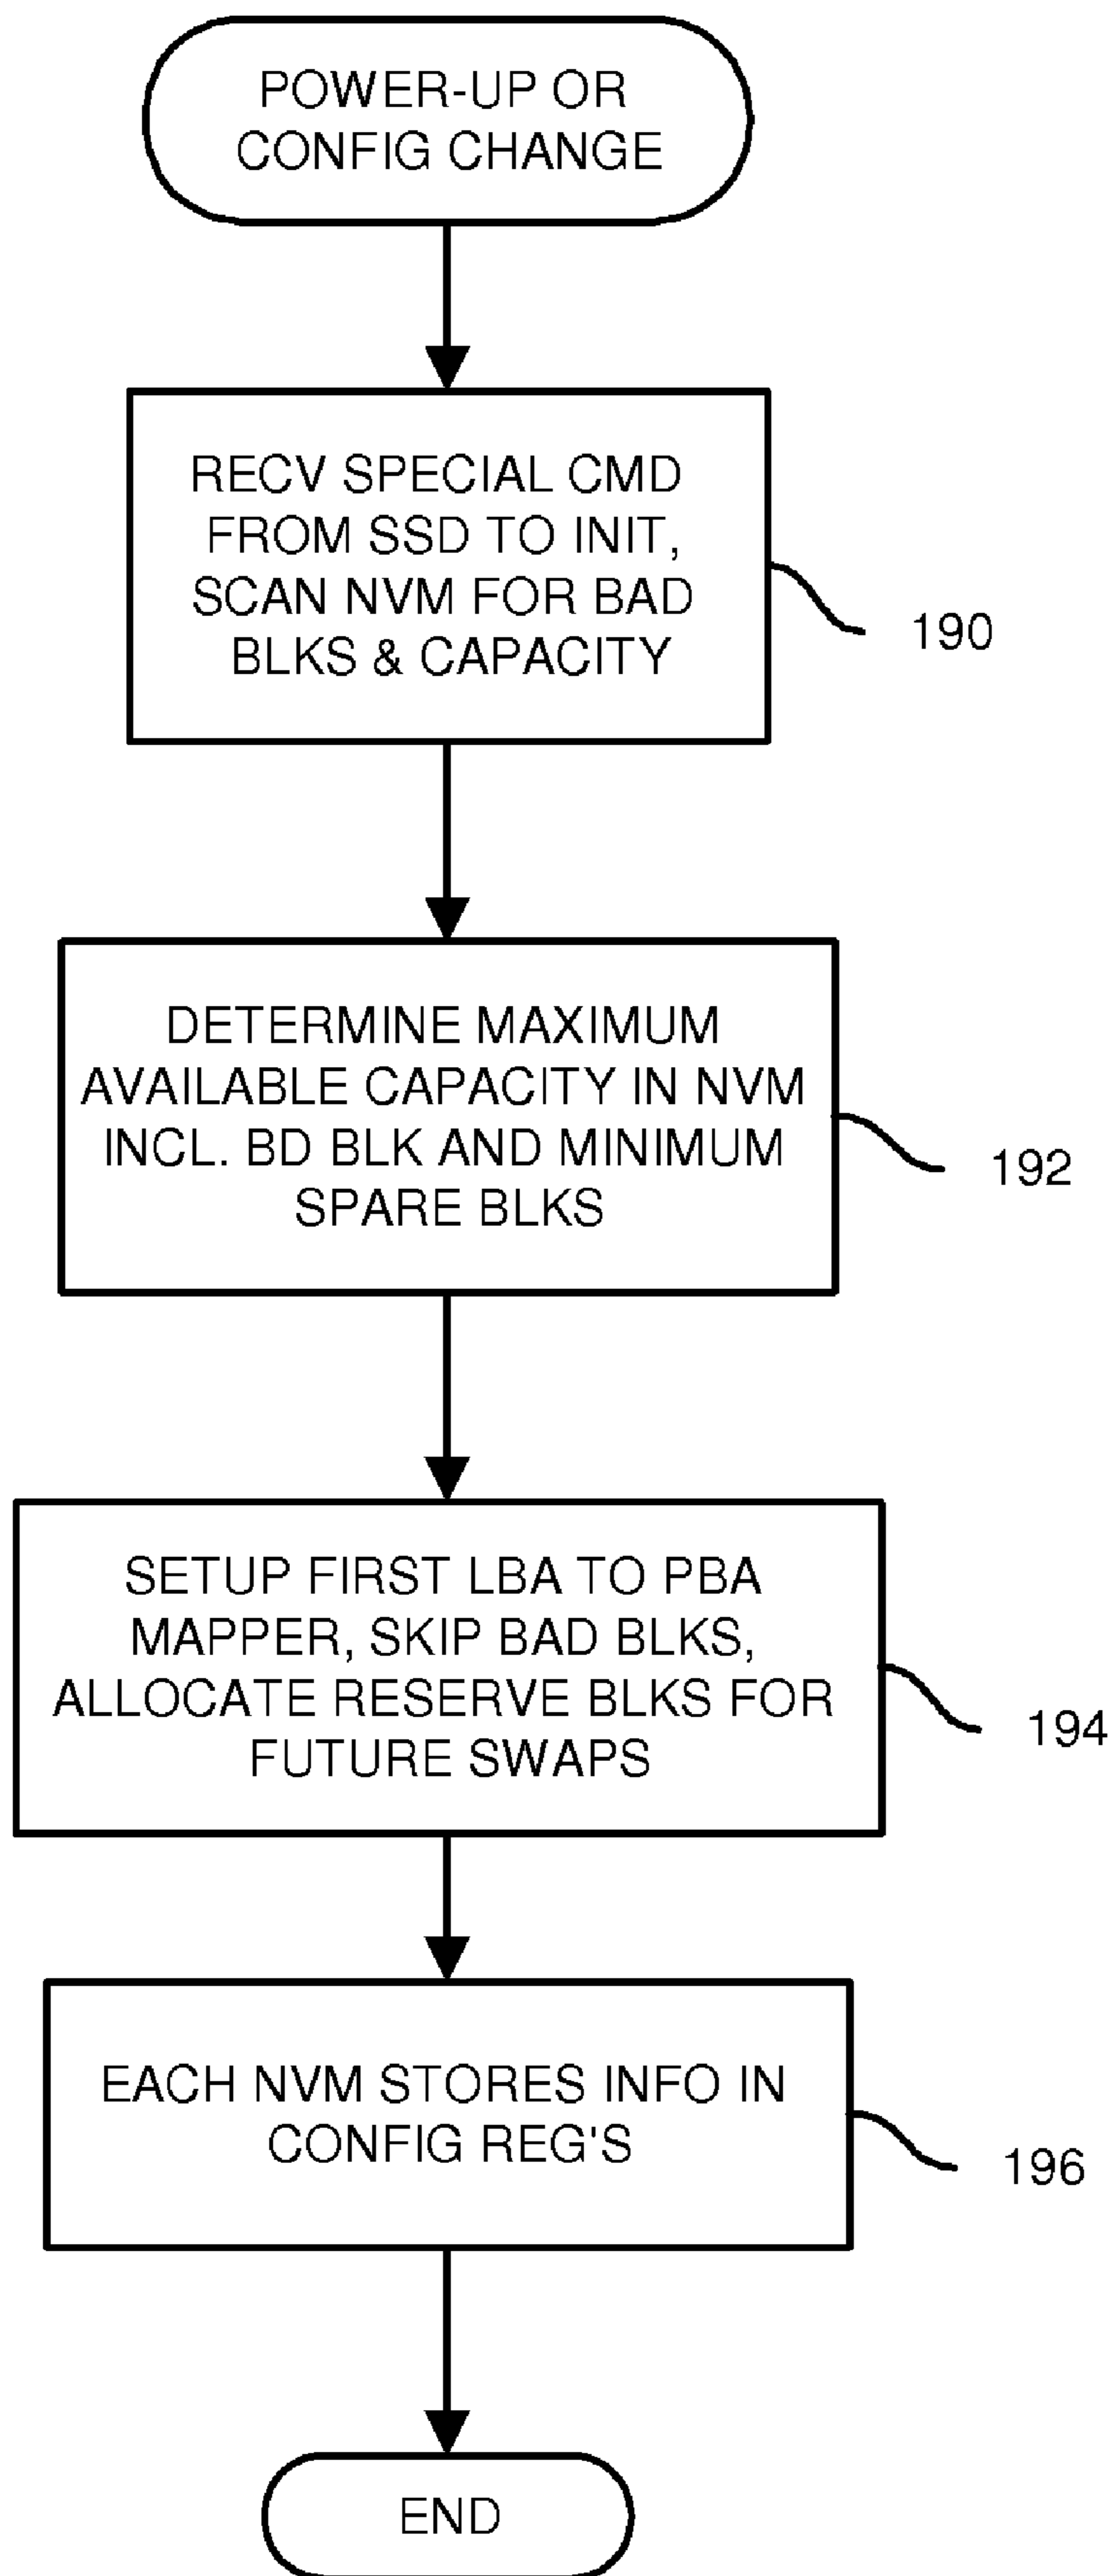 POWER-UP OR
CONFIG CHANGE
RECV SPECIAL CMD
FROM SSD TO INIT,
SCAN NVM FOR BAD
BLKS & CAPACITY
190
DETERMINE MAXIMUM
AVAILABLE CAPACITY IN NVM
INCL. BD BLK AND MINIMUM
SPARE BLKS
192
SETUP FIRST LBA TO PBA
MAPPER, SKIP BAD BLKS,
ALLOCATE RESERVE BLKS FOR
FUTURE SWAPS
194
EACH NVM STORES INFO IN
CONFIG REG'S
196
END